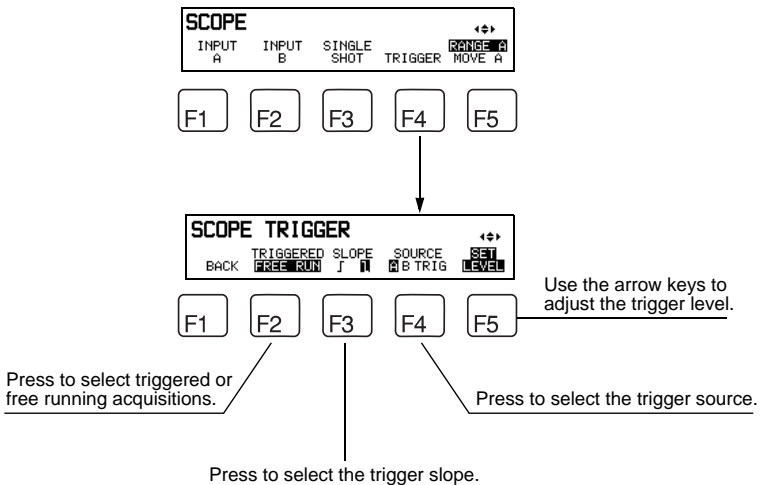 SCOPE
INPUT A INPUT B SINGLE SHOT TRIGGER RANGE A MOVE A
F1 F2 F3 F4 F5
SCOPE TRIGGER
BACK TRIGGERED FREE RUN SLOPE SOURCE A B TRIG SET LEVEL
F1 F2 F3 F4 F5
Use the arrow keys to
adjust the trigger level.
Press to select triggered or
free running acquisitions.
Press to select the trigger source.
Press to select the trigger slope.